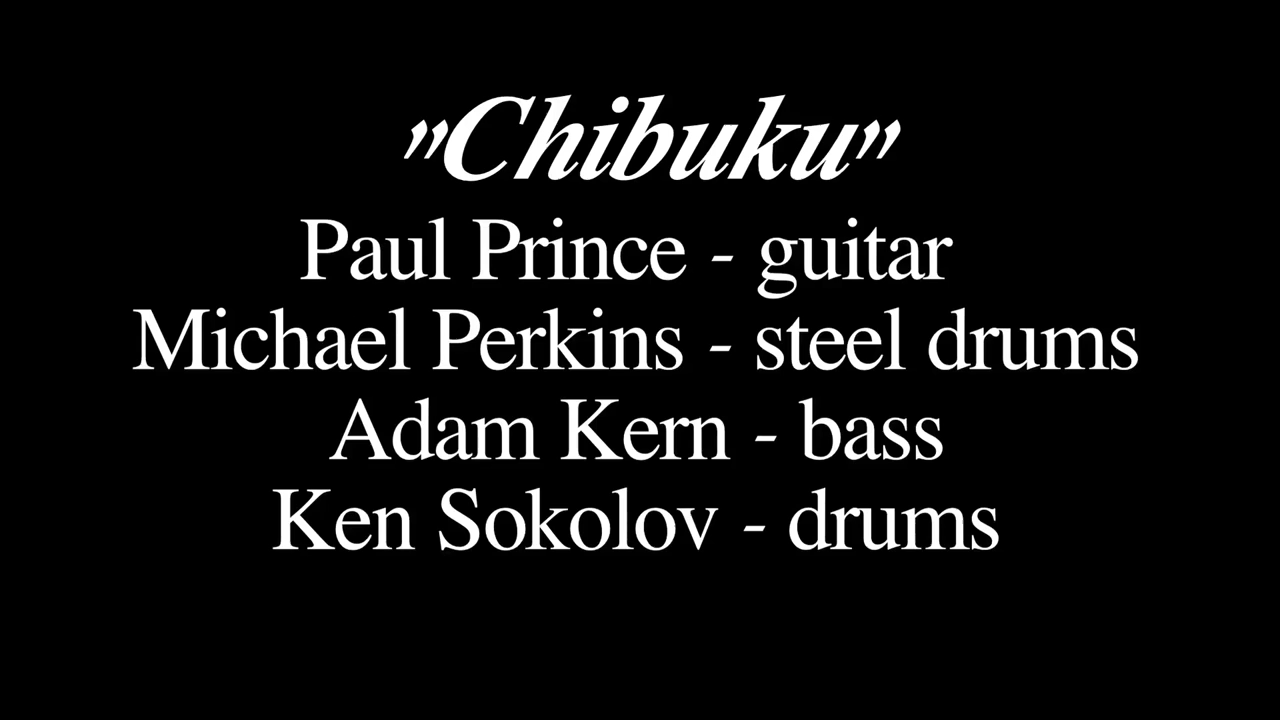 "Chibuku"
Paul Prince - guitar
Michael Perkins - steel drums
Adam Kern - bass
Ken Sokolov - drums